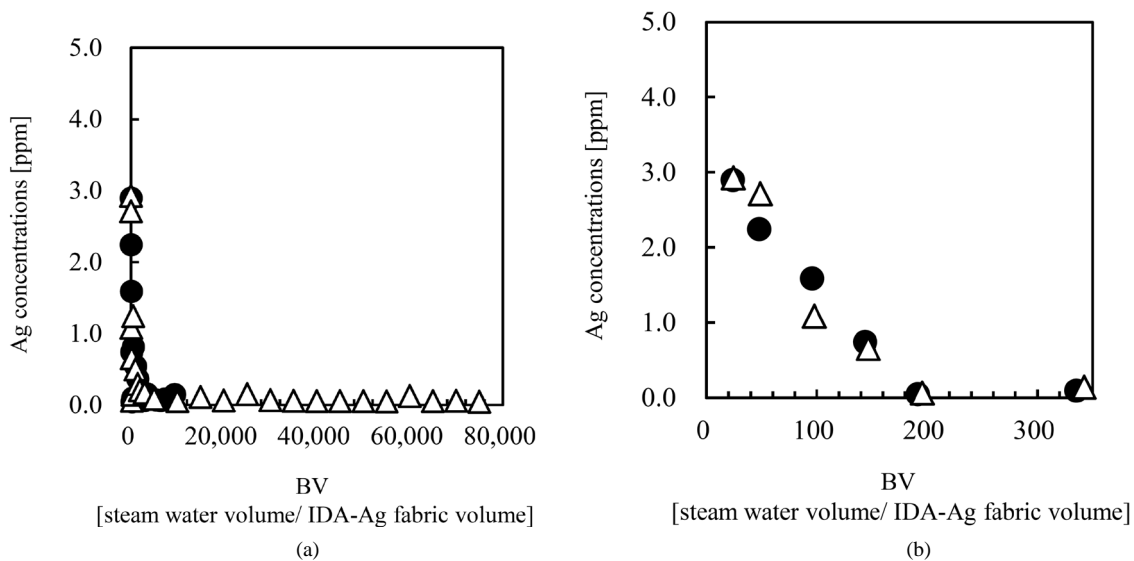 5.0
4.0
3.0
2.0
1.0
0.0
Ag concentrations [ppm]
0 20,000 40,000 60,000 80,000
BV
[steam water volume/ IDA-Ag fabric volume]
(a)
5.0
4.0
3.0
2.0
1.0
0.0
Ag concentrations [ppm]
0 100 200 300
BV
[steam water volume/ IDA-Ag fabric volume]
(b)